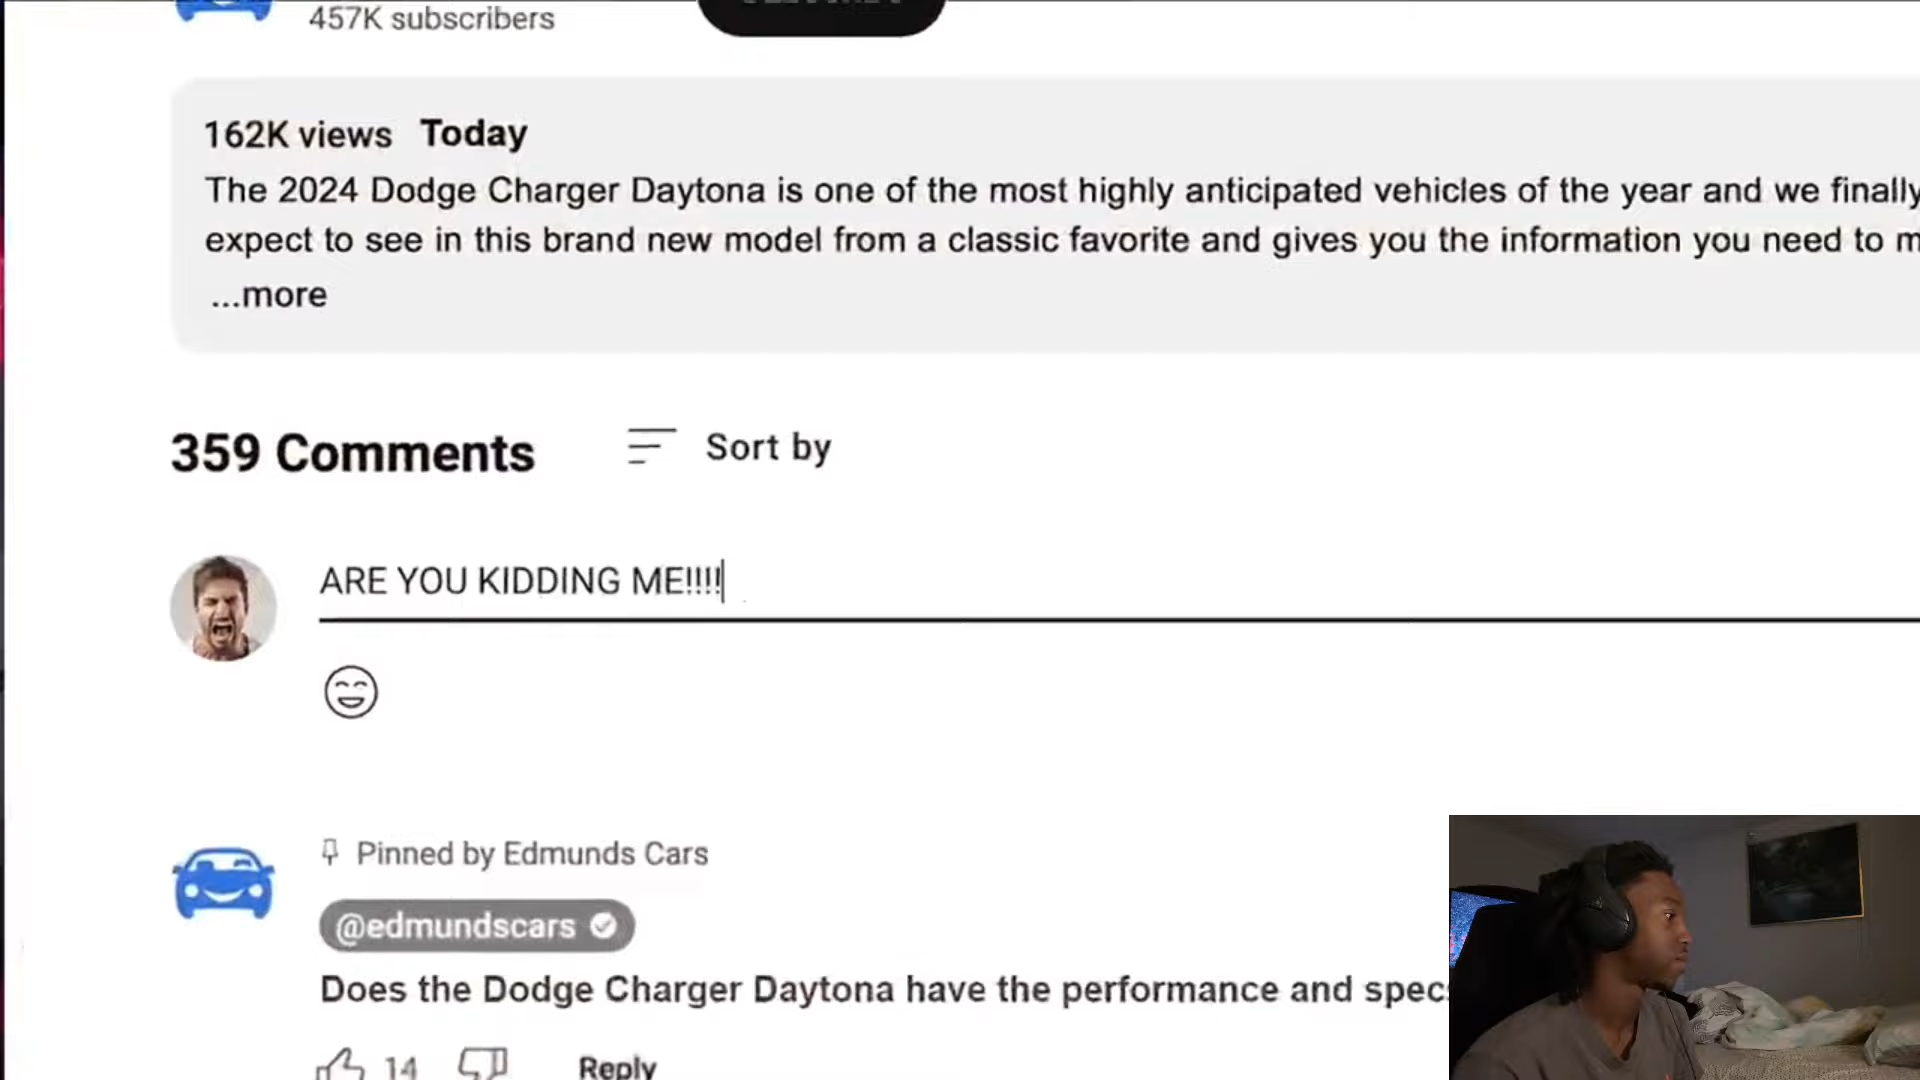 457K subscribers
162K views Today
The 2024 Dodge Charger Daytona is one of the most highly anticipated vehicles of the year and we finally
expect to see in this brand new model from a classic favorite and gives you the information you need to
...more
359 Comments Sort by
ARE YOU KIDDING ME!!!!
Pinned by Edmunds Cars
@edmundscars
Does the Dodge Charger Daytona have the performance and specs
14 Reply